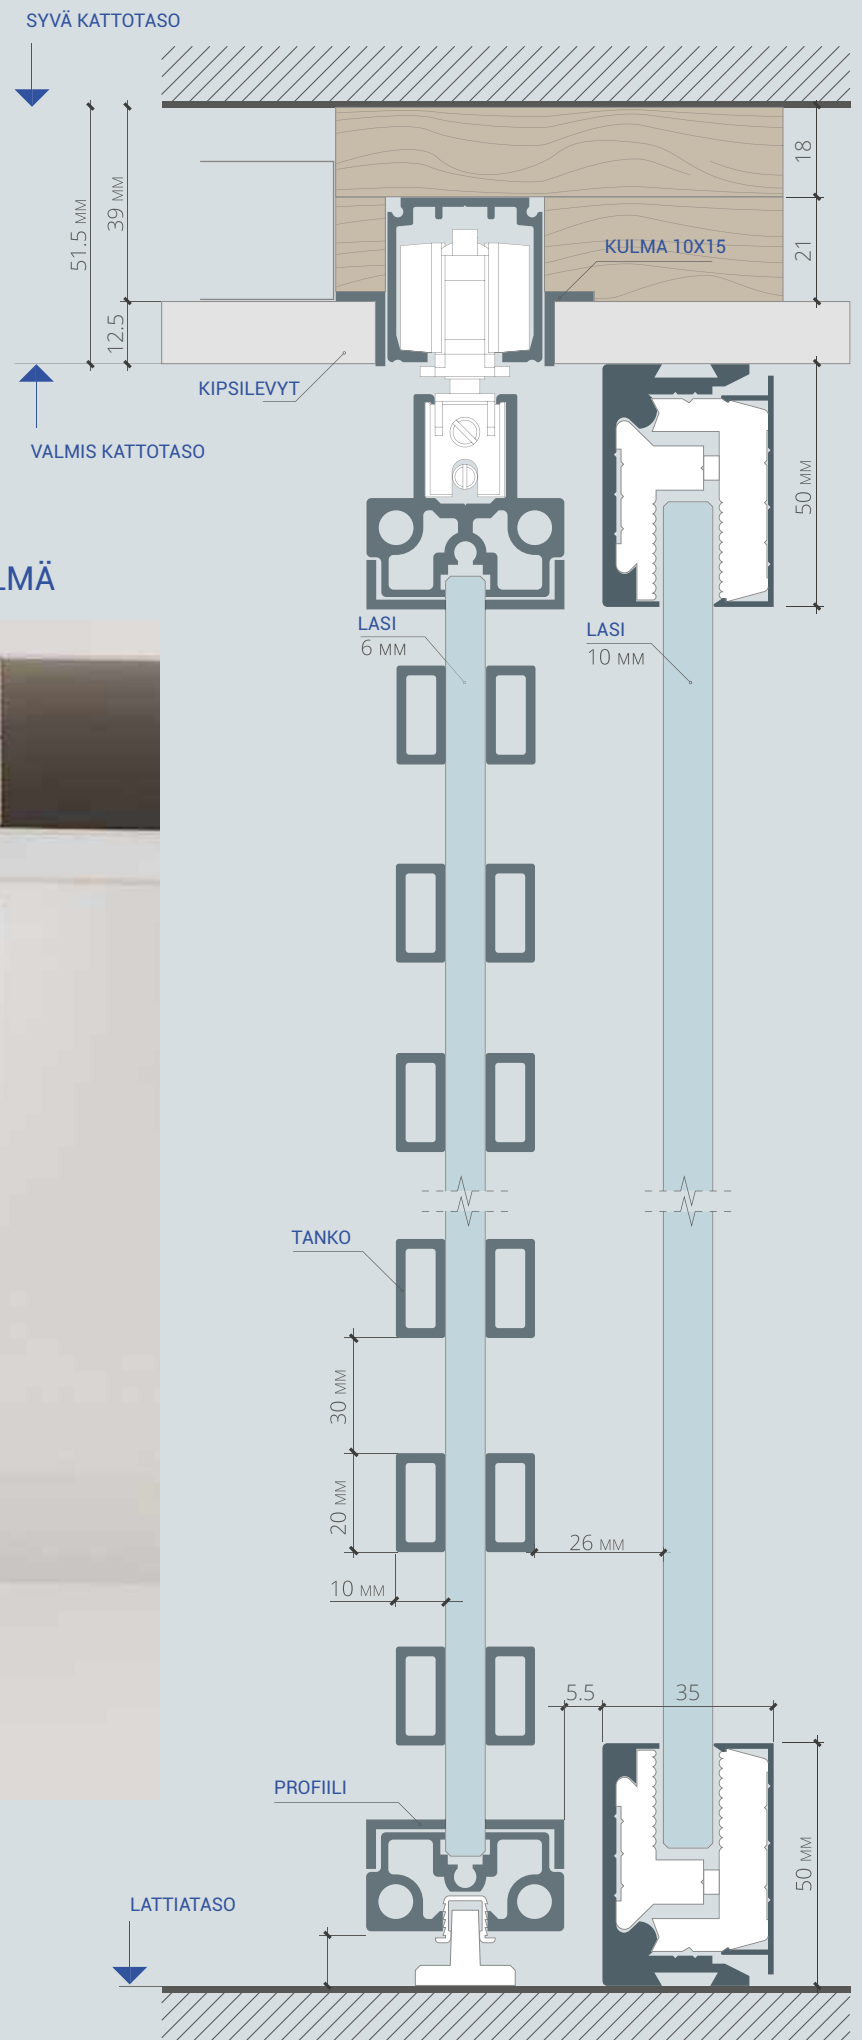 SYVÄ KATTOTASO
18
39 MM
51.5 MM
21
KULMA 10X15
12.5
KIPSILEVYT
VALMIS KATTOTASO
50 MM
LMÄ
LASI
6 MM
LASI
10 MM
TANKO
30 MM
20 MM
26 MM
10 MM
5.5
35
PROFIILI
50 MM
LATTIATASO